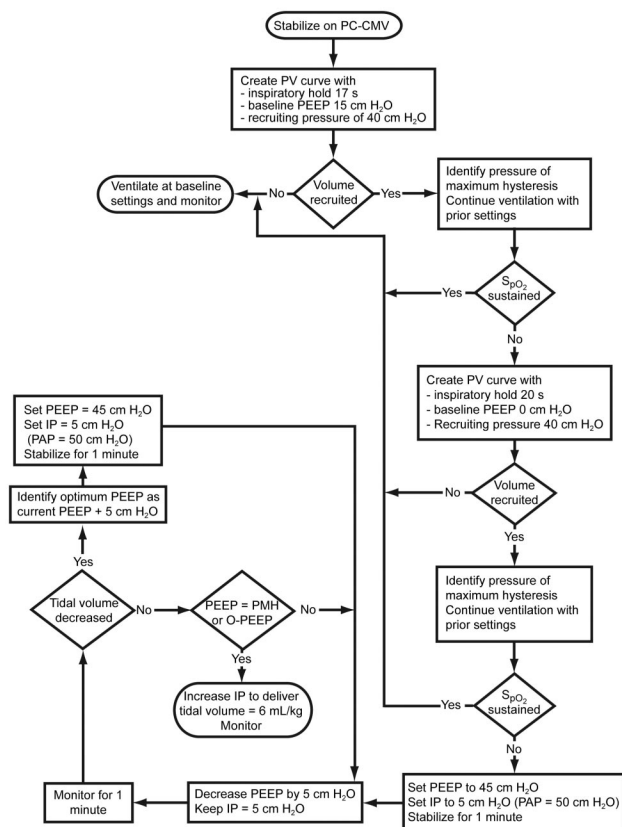 Stabilize on PC-CMV
Create PV curve with
- inspiratory hold 17 s
- baseline PEEP 15 cm H₂O
- recruiting pressure of 40 cm H₂O
Volume
recruited
No
Yes
Ventilate at baseline
settings and monitor
Identify pressure of
maximum hysteresis
Continue ventilation with
prior settings
SpO₂
sustained
Yes
No
Create PV curve with
- inspiratory hold 20 s
- baseline PEEP 0 cm H₂O
- Recruiting pressure 40 cm H₂O
Volume
recruited
No
Yes
Identify pressure of
maximum hysteresis
Continue ventilation with
prior settings
SpO₂
sustained
Yes
No
Set PEEP to 45 cm H₂O
Set IP to 5 cm H₂O (PAP = 50 cm H₂O)
Stabilize for 1 minute
Decrease PEEP by 5 cm H₂O
Keep IP = 5 cm H₂O
Monitor for 1
minute
Tidal volume
decreased
Yes
No
Identify optimum PEEP as
current PEEP + 5 cm H₂O
Set PEEP = 45 cm H₂O
Set IP = 5 cm H₂O
(PAP = 50 cm H₂O)
Stabilize for 1 minute
PEEP = PMH
or O-PEEP
No
Yes
Increase IP to deliver
tidal volume = 6 mL/kg
Monitor